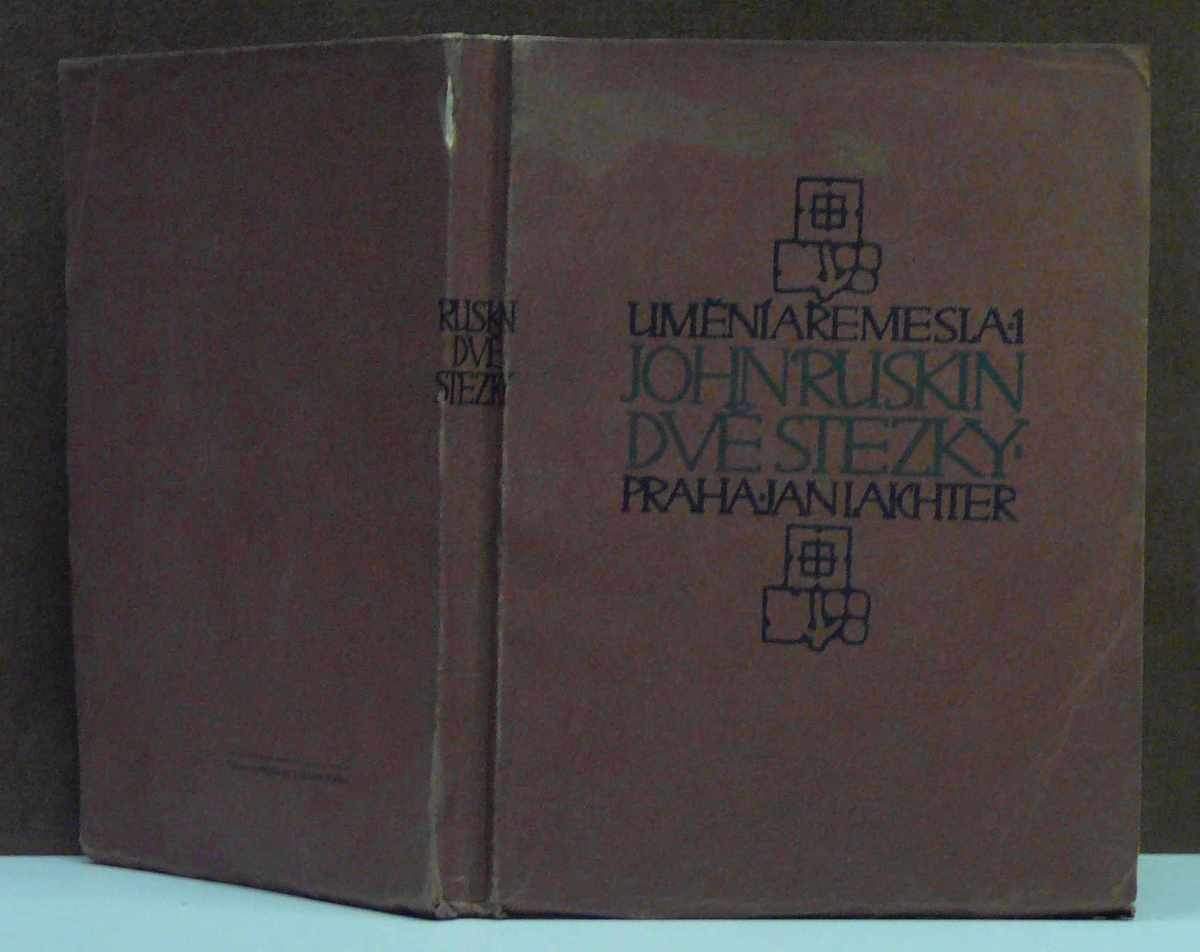 RUSKIN
DVĚ
STEZKY
UMĚNÍ A ŘEMESLA·1
JOHN RUSKIN
DVĚ STEZKY·
PRAHA·JAN LAICHTER